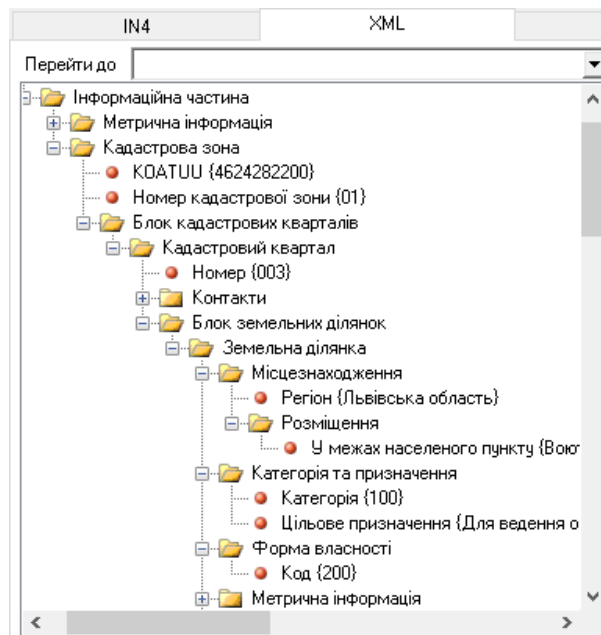 IN4
XML
Перейти до
Інформаційна частина
Метрична інформація
Кадастрова зона
KOATUU {4624282200}
Номер кадастрової зони {01}
Блок кадастрових кварталів
Кадастровий квартал
Номер {003}
Контакти
Блок земельних ділянок
Земельна ділянка
Місцезнаходження
Регіон {Львівська область}
Розміщення
У межах населеного пункту {Вою
Категорія та призначення
Категорія {100}
Цільове призначення {Для ведення о
Форма власності
Код {200}
Метрична інформація